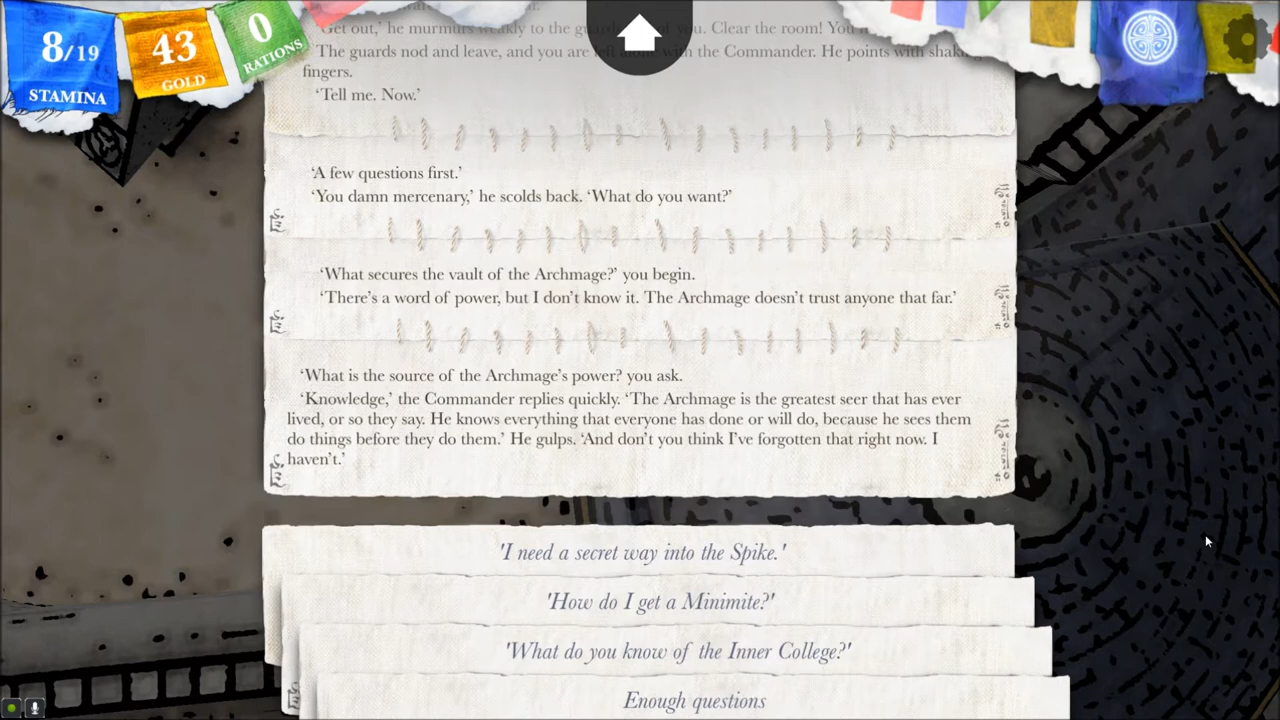 8/19
STAMINA
43
GOLD
0
RATIONS
'Get out,' he murmurs weakly to the guards you. Clear the room! You
'The guards nod and leave, and you are left alone with the Commander. He points with shaking
fingers.
'Tell me. Now.'
'A few questions first.'
'You damn mercenary,' he scolds back. 'What do you want?'
'What secures the vault of the Archmage?' you begin.
'There's a word of power, but I don't know it. The Archmage doesn't trust anyone that far.'
'What is the source of the Archmage's power? you ask.
'Knowledge,' the Commander replies quickly. 'The Archmage is the greatest seer that has ever
lived, or so they say. He knows everything that everyone has done or will do, because he sees them
do things before they do them.' He gulps. 'And don't you think I've forgotten that right now. I
haven't.'
'I need a secret way into the Spike.'
'How do I get a Minimite?'
'What do you know of the Inner College?'
Enough questions